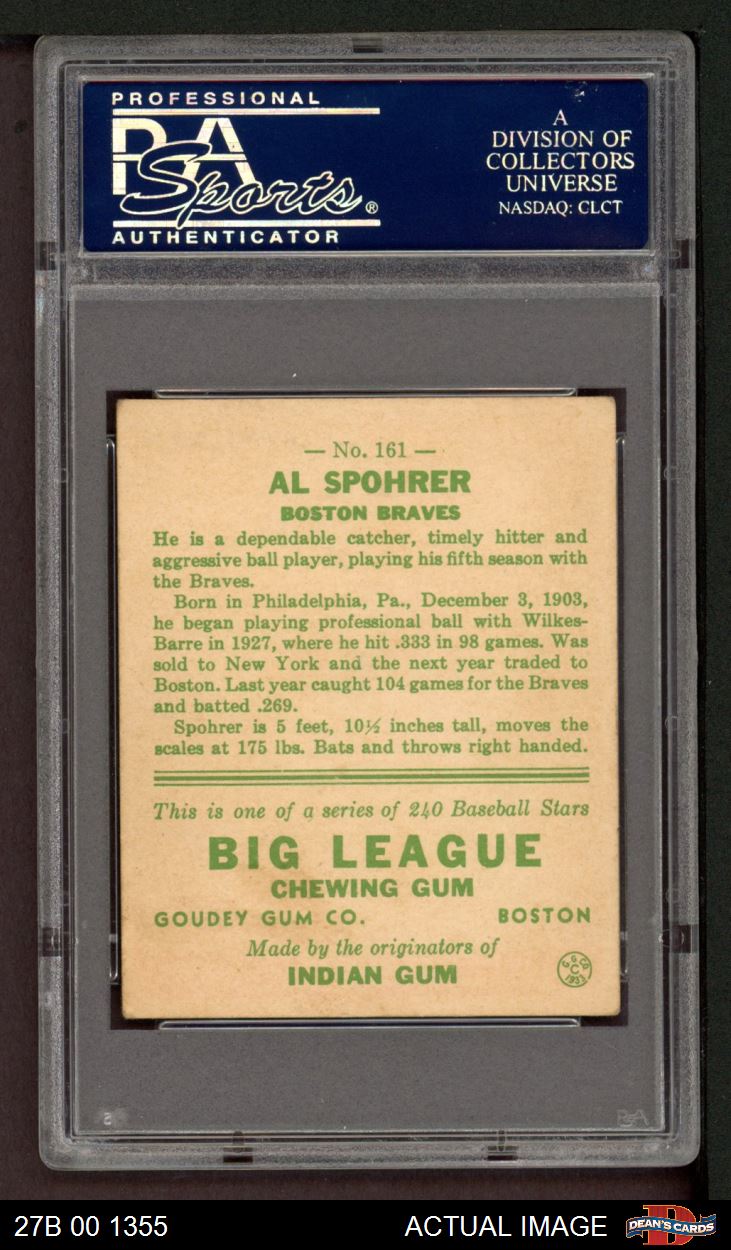 PROFESSIONAL
PSA
Sports®
AUTHENTICATOR
A
DIVISION OF
COLLECTORS
UNIVERSE
NASDAQ: CLCT
— No. 161 —
AL SPOHRER
BOSTON BRAVES
He is a dependable catcher, timely hitter and
aggressive ball player, playing his fifth season with
the Braves.
Born in Philadelphia, Pa., December 3, 1903,
he began playing professional ball with Wilkes-
Barre in 1927, where he hit .333 in 98 games. Was
sold to New York and the next year traded to
Boston. Last year caught 104 games for the Braves
and batted .269.
Spohrer is 5 feet, 10½ inches tall, moves the
scales at 175 lbs. Bats and throws right handed.
This is one of a series of 240 Baseball Stars
BIG LEAGUE
CHEWING GUM
GOUDEY GUM CO. BOSTON
Made by the originators of
INDIAN GUM
G G CO
C
1933
PSA
27B 00 1355 ACTUAL IMAGE D DEAN'S CARDS